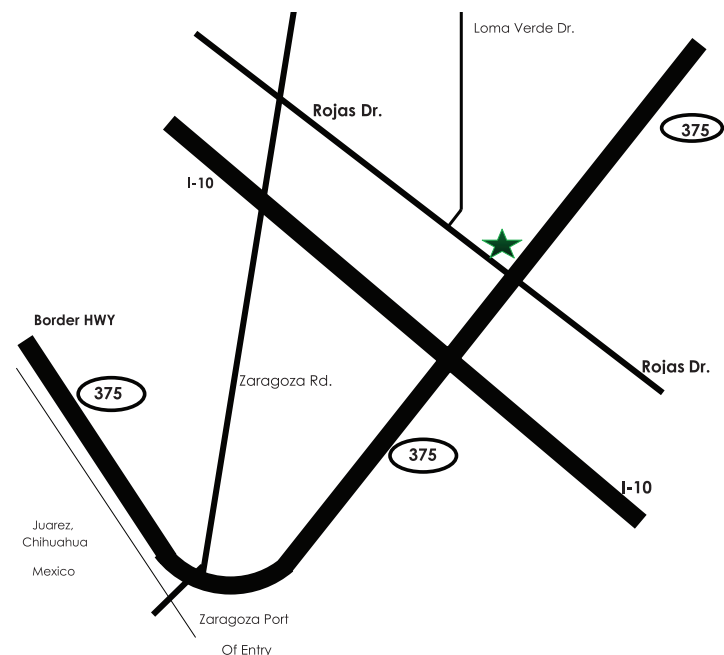 Loma Verde Dr.
Rojas Dr.
375
I-10
Border HWY
Rojas Dr.
Zaragoza Rd.
375
375
I-10
Juarez,
Chihuahua
Mexico
Zaragoza Port
Of Entry